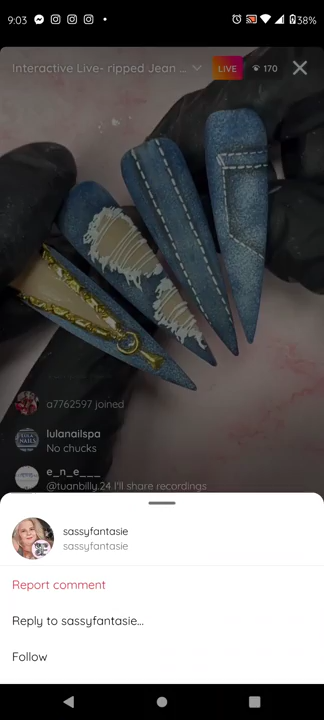 9:03
38%
Interactive Live- ripped Jean ...
LIVE
170
a7762597 joined
lulanailspa
No chucks
e_n_e___
@tuanbilly.24 I'll share recordings
sassyfantasie
sassyfantasie
Report comment
Reply to sassyfantasie...
Follow